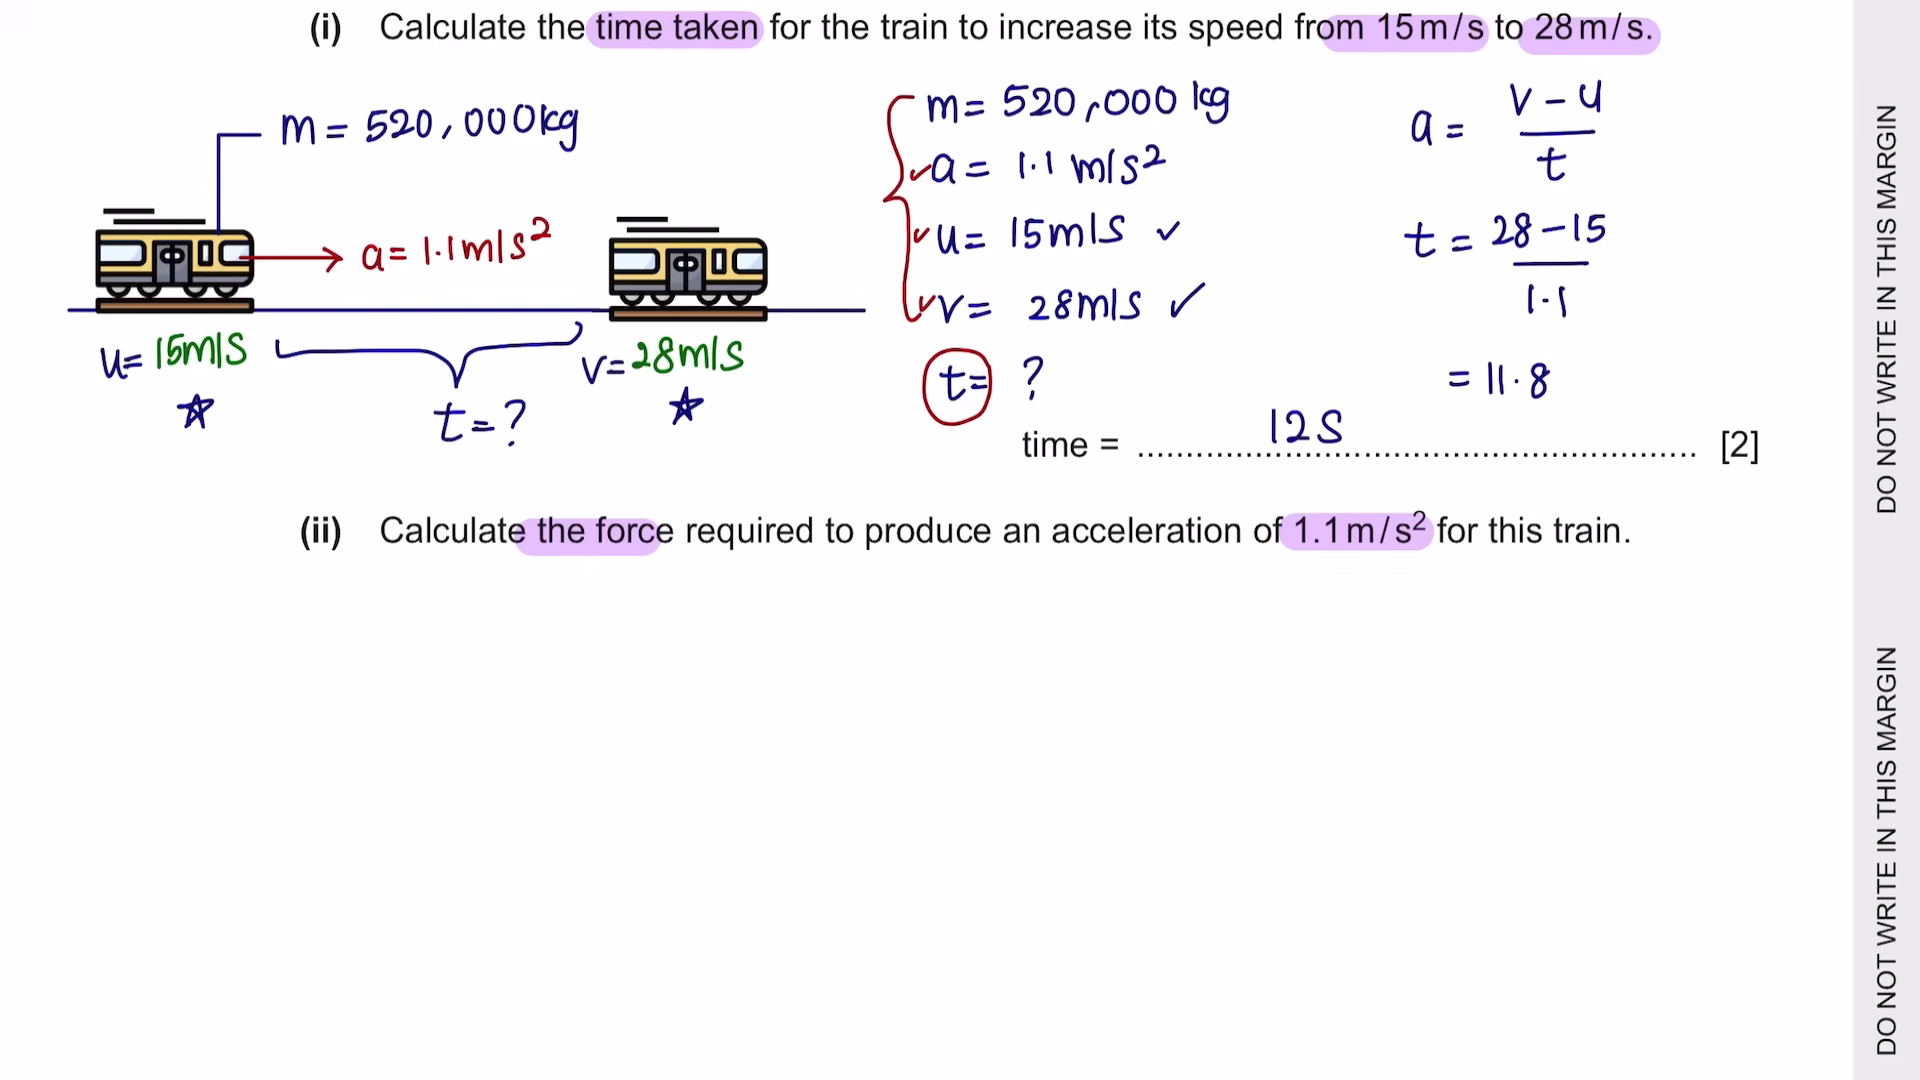 (i) Calculate the time taken for the train to increase its speed from 15 m/s to 28 m/s.
m = 520,000kg
a = 1.1m/s²
u = 15m/s
v = 28m/s
t = ?
m = 520,000 kg
a = 1.1 m/s²
u = 15m/s ✓
v = 28m/s ✓
t = ?
a = v - u / t
t = 28 - 15 / 1.1
= 11.8
time = 12s [2]
(ii) Calculate the force required to produce an acceleration of 1.1 m/s² for this train.
DO NOT WRITE IN THIS MARGIN
DO NOT WRITE IN THIS MARGIN